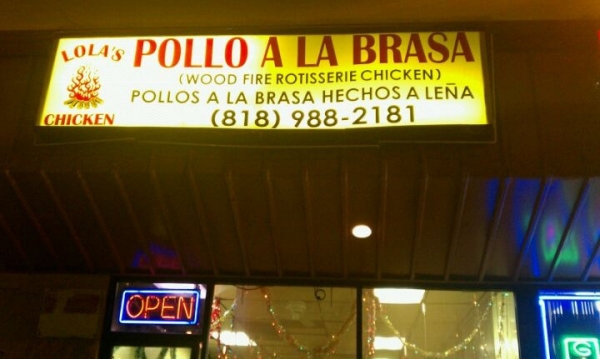 LOLA'S
CHICKEN
POLLO A LA BRASA
(WOOD FIRE ROTISSERIE CHICKEN)
POLLOS A LA BRASA HECHOS A LEÑA
(818) 988-2181
OPEN
G